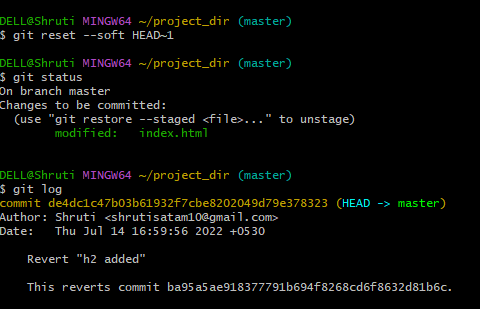 DELL@Shruti MINGW64 ~/project_dir (master)
$ git reset --soft HEAD~1
DELL@Shruti MINGW64 ~/project_dir (master)
$ git status
On branch master
Changes to be committed:
  (use "git restore --staged <file>..." to unstage)
        modified:   index.html
DELL@Shruti MINGW64 ~/project_dir (master)
$ git log
commit de4dc1c47b03b61932f7cbe8202049d79e378323 (HEAD -> master)
Author: Shruti <shrutisatam10@gmail.com>
Date:   Thu Jul 14 16:59:56 2022 +0530
    Revert "h2 added"
    This reverts commit ba95a5ae918377791b694f8268cd6f8632d81b6c.